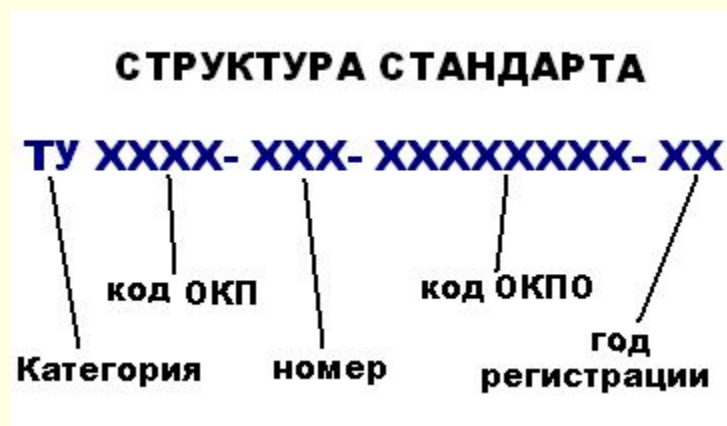 СТРУКТУРА СТАНДАРТА
ТУ ХХХХ- ХХХ- ХХХХХХХХ- ХХ
код ОКП
код ОКПО
Категория
номер
год
регистрации